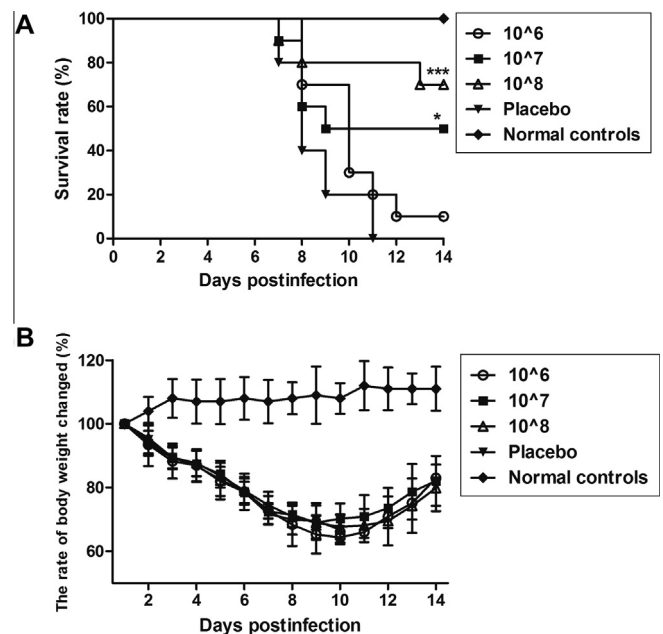 A
Survival rate (%)
100
80
60
40
20
0
0 2 4 6 8 10 12 14
Days postinfection
***
*
10^6
10^7
10^8
Placebo
Normal controls
B
The rate of body weight changed (%)
120
100
80
60
2 4 6 8 10 12 14
Days postinfection
10^6
10^7
10^8
Placebo
Normal controls